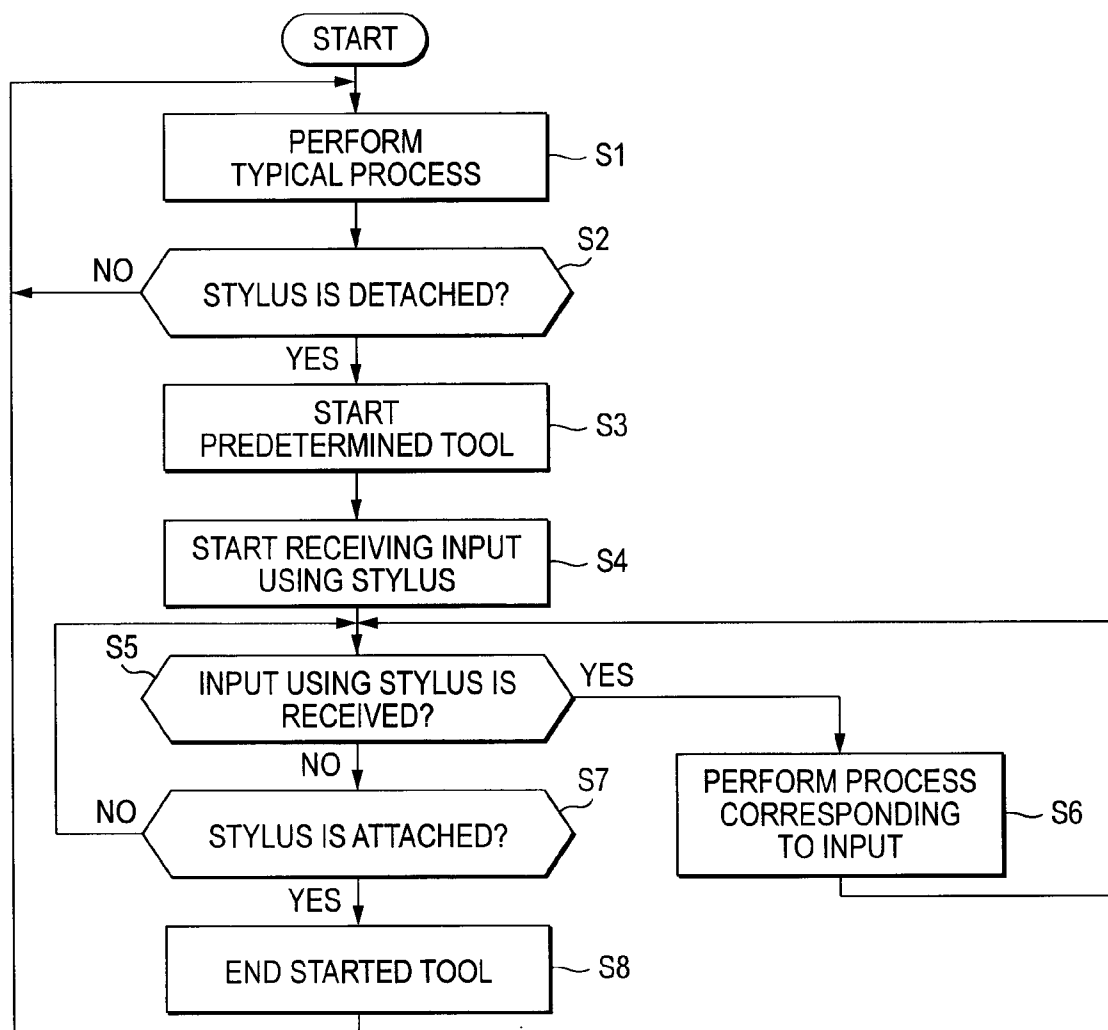 START
PERFORM
TYPICAL PROCESS
S1
S2
NO
STYLUS IS DETACHED?
YES
START
PREDETERMINED TOOL
S3
START RECEIVING INPUT
USING STYLUS
S4
S5
INPUT USING STYLUS IS
RECEIVED?
YES
NO
PERFORM PROCESS
CORRESPONDING
TO INPUT
S6
S7
NO
STYLUS IS ATTACHED?
YES
END STARTED TOOL
S8